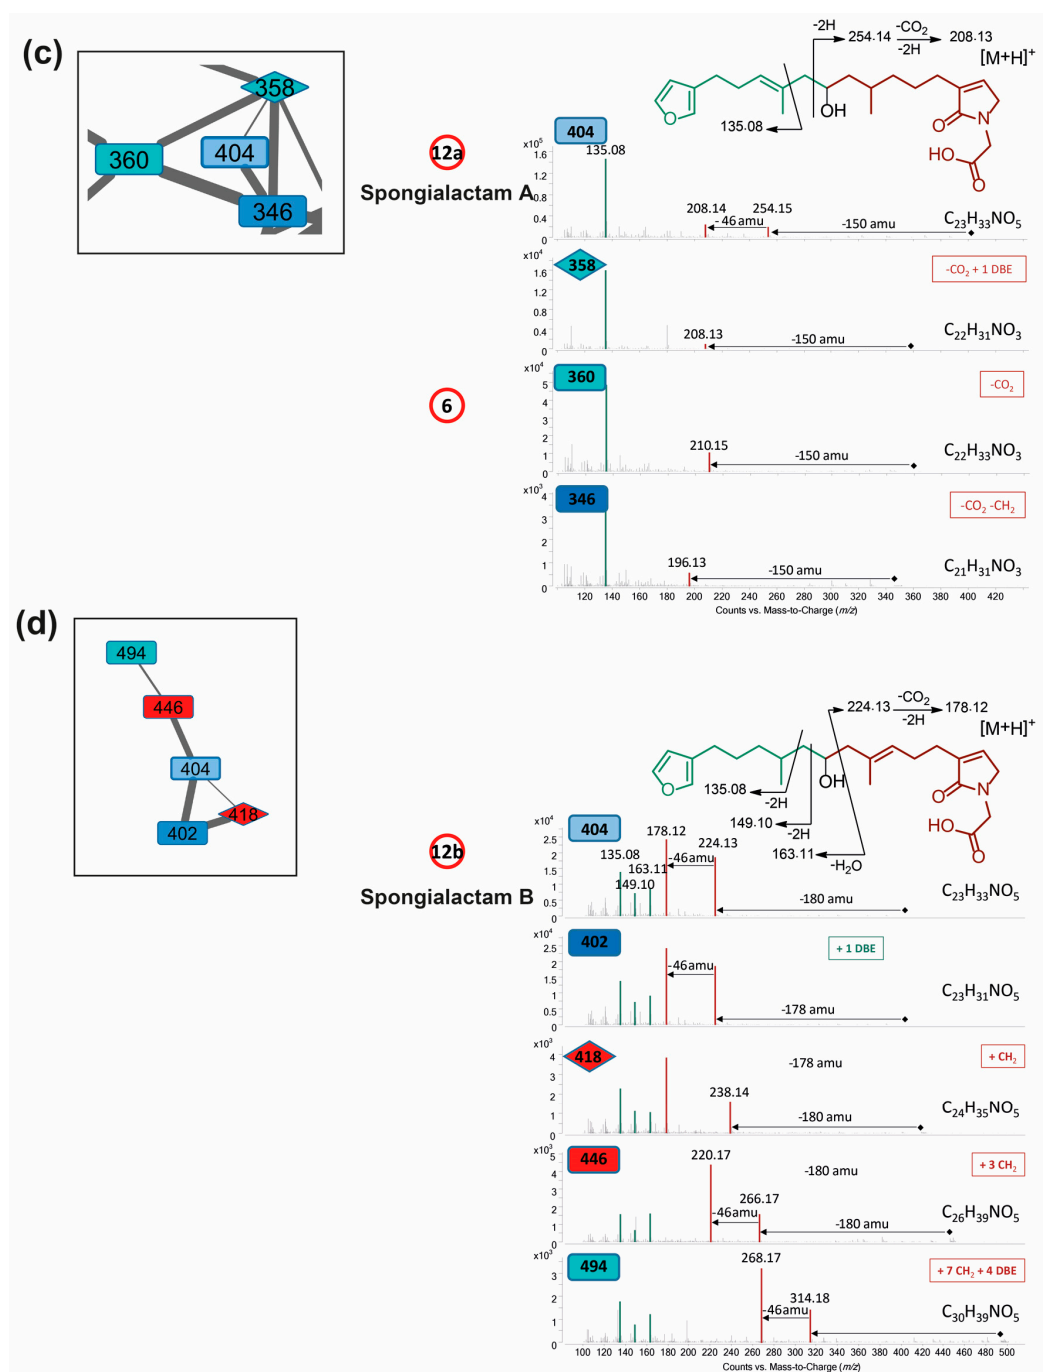 (c)
358
360
404
346
12a
Spongialactam A
-2H
254.14
-CO2
-2H
208.13
[M+H]+
O
OH
O
N
HO
O
135.08
404
x10^5
135.08
1.6
1.2
0.8
0.4
0
208.14
-46 amu
254.15
-150 amu
C23H33NO5
358
x10^4
1.6
1.2
0.8
0.4
0
208.13
-150 amu
-CO2 + 1 DBE
C22H31NO3
6
360
x10^4
5
4
3
2
1
0
210.15
-150 amu
-CO2
C22H33NO3
346
x10^3
4
3
2
1
0
196.13
-150 amu
-CO2 -CH2
C21H31NO3
120 140 160 180 200 220 240 260 280 300 320 340 360 380 400 420
Counts vs. Mass-to-Charge (m/z)
(d)
494
446
404
418
402
12b
Spongialactam B
224.13
-CO2
-2H
178.12
[M+H]+
O
OH
O
N
HO
O
135.08
-2H
149.10
-2H
163.11
-H2O
404
x10^4
2.5
2
1.5
1
0.5
0
135.08
149.10
163.11
178.12
-46amu
224.13
-180 amu
C23H33NO5
402
x10^4
2.5
2
1.5
1
0.5
0
-46amu
-178 amu
+ 1 DBE
C23H31NO5
418
x10^3
4
3
2
1
0
-178 amu
238.14
-180 amu
+ CH2
C24H35NO5
446
x10^3
5
4
3
2
1
0
220.17
-46amu
266.17
-180 amu
-180 amu
+ 3 CH2
C26H39NO5
494
x10^3
3
2
1
0
268.17
-46amu
314.18
-180 amu
+ 7 CH2 + 4 DBE
C30H39NO5
100 120 140 160 180 200 220 240 260 280 300 320 340 360 380 400 420 440 460 480 500
Counts vs. Mass-to-Charge (m/z)